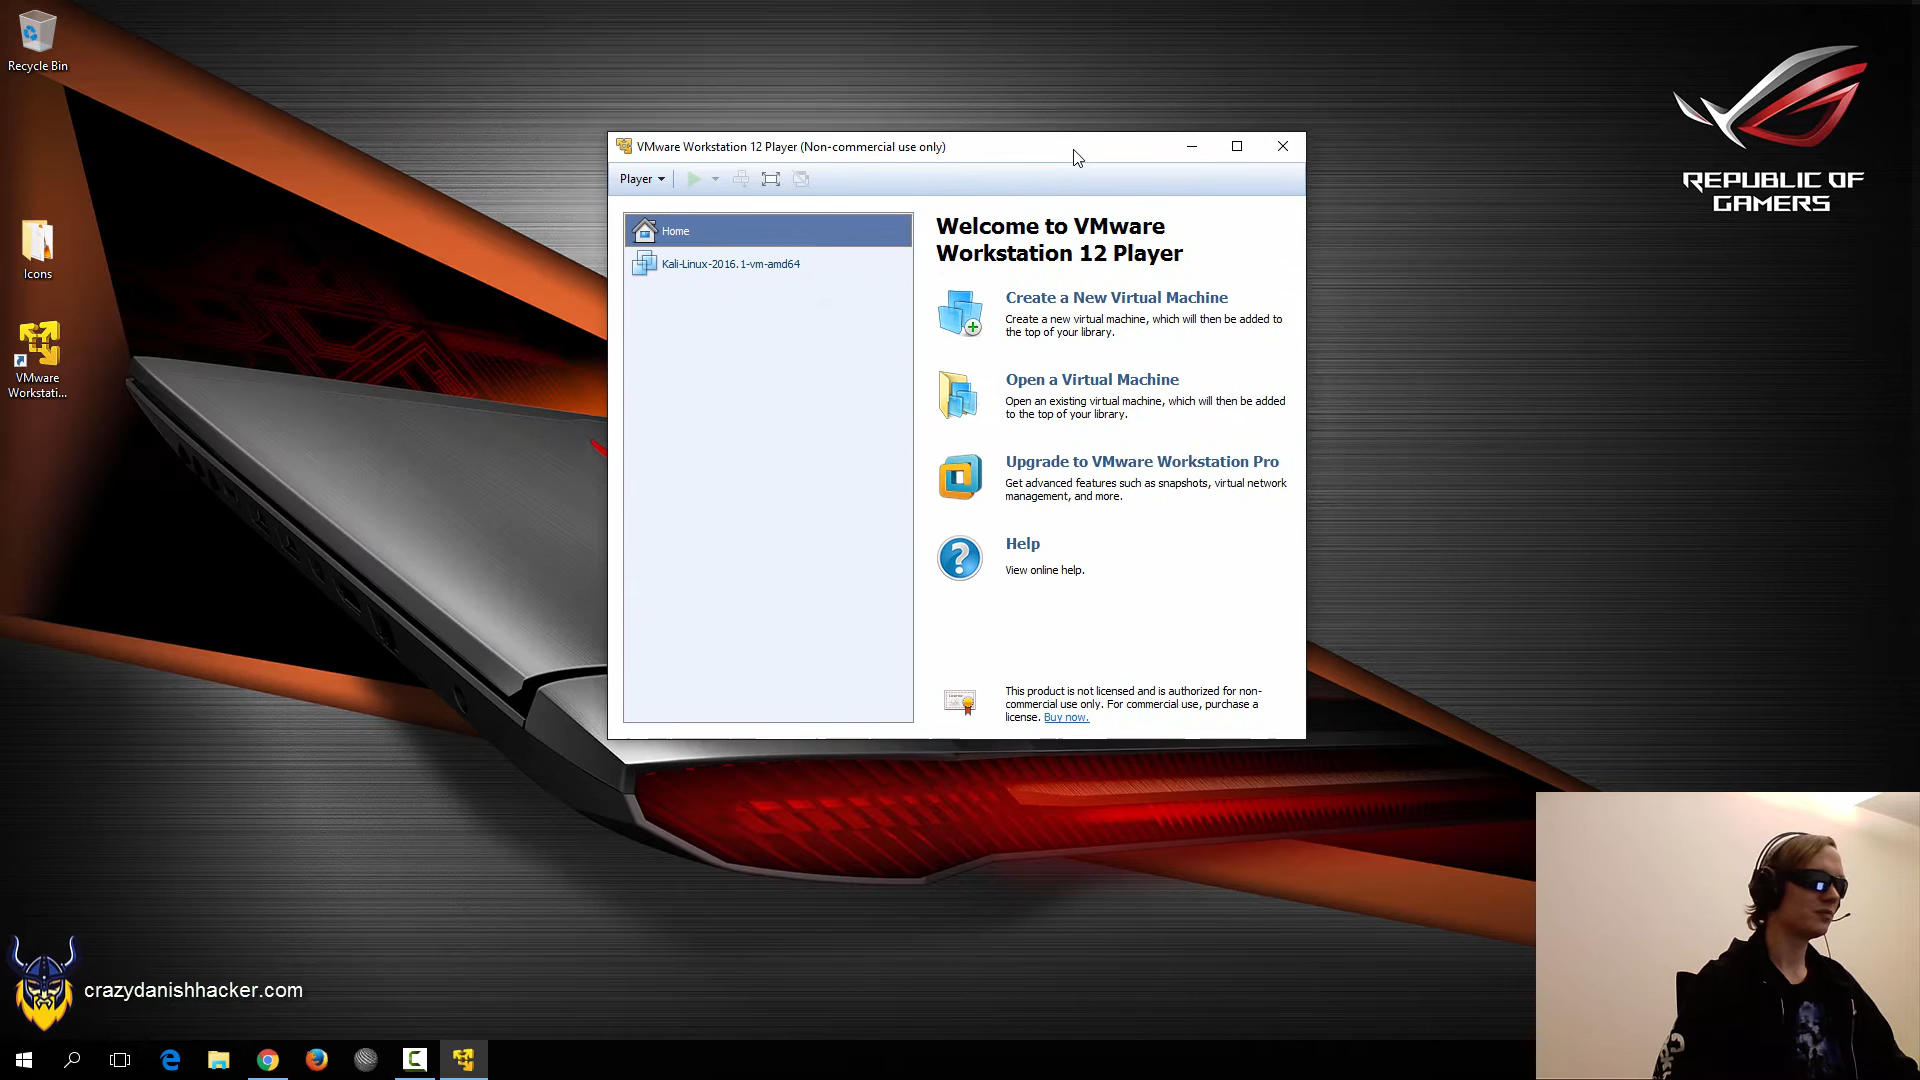 Recycle Bin
Icons
VMware
Workstati...
REPUBLIC OF
GAMERS
VMware Workstation 12 Player (Non-commercial use only)
Player
Home
Kali-Linux-2016.1-vm-amd64
Welcome to VMware
Workstation 12 Player
Create a New Virtual Machine
Create a new virtual machine, which will then be added to
the top of your library.
Open a Virtual Machine
Open an existing virtual machine, which will then be added
to the top of your library.
Upgrade to VMware Workstation Pro
Get advanced features such as snapshots, virtual network
management, and more.
Help
View online help.
This product is not licensed and is authorized for non-
commercial use only. For commercial use, purchase a
license. Buy now.
crazydanishhacker.com